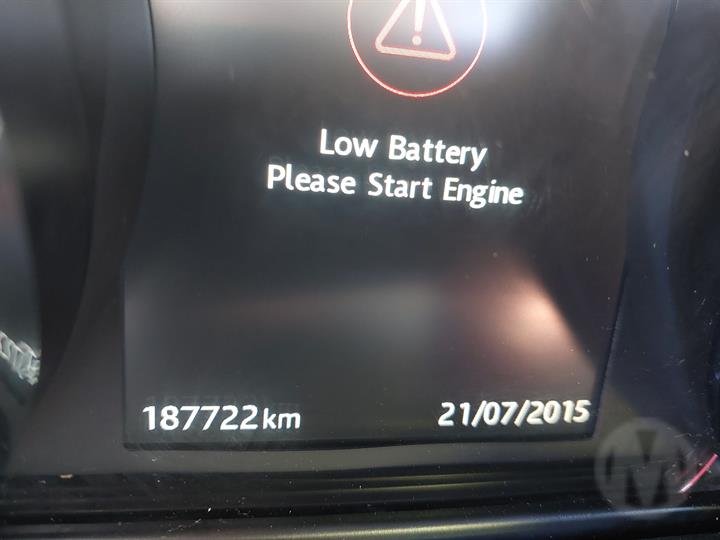 Low Battery
Please Start Engine
187722km 21/07/2015